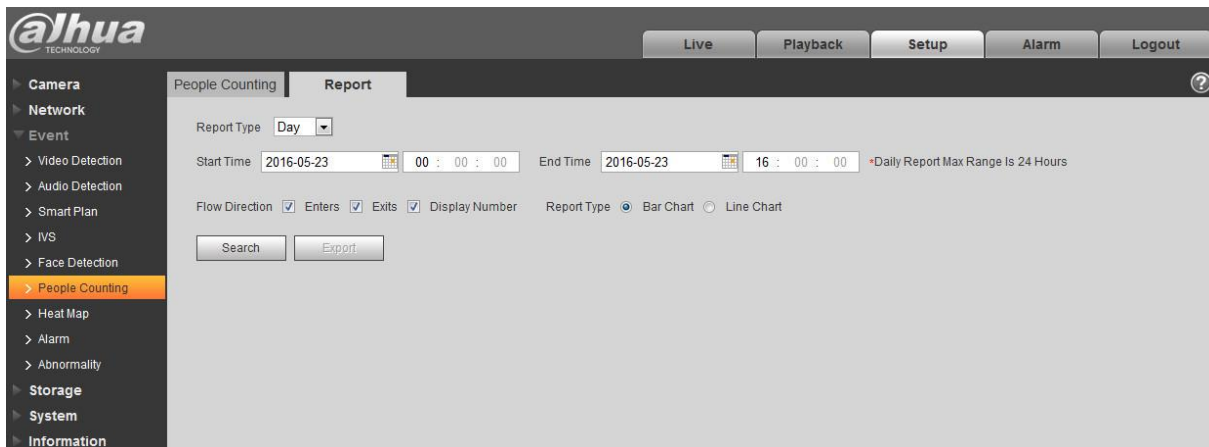 alhua
TECHNOLOGY
Live Playback Setup Alarm Logout
Camera
Network
Event
> Video Detection
> Audio Detection
> Smart Plan
> IVS
> Face Detection
> People Counting
> Heat Map
> Alarm
> Abnormality
Storage
System
Information
People Counting Report ?
Report Type Day
Start Time 2016-05-23 00 : 00 : 00 End Time 2016-05-23 16 : 00 : 00 *Daily Report Max Range Is 24 Hours
Flow Direction Enters Exits Display Number Report Type Bar Chart Line Chart
Search Export